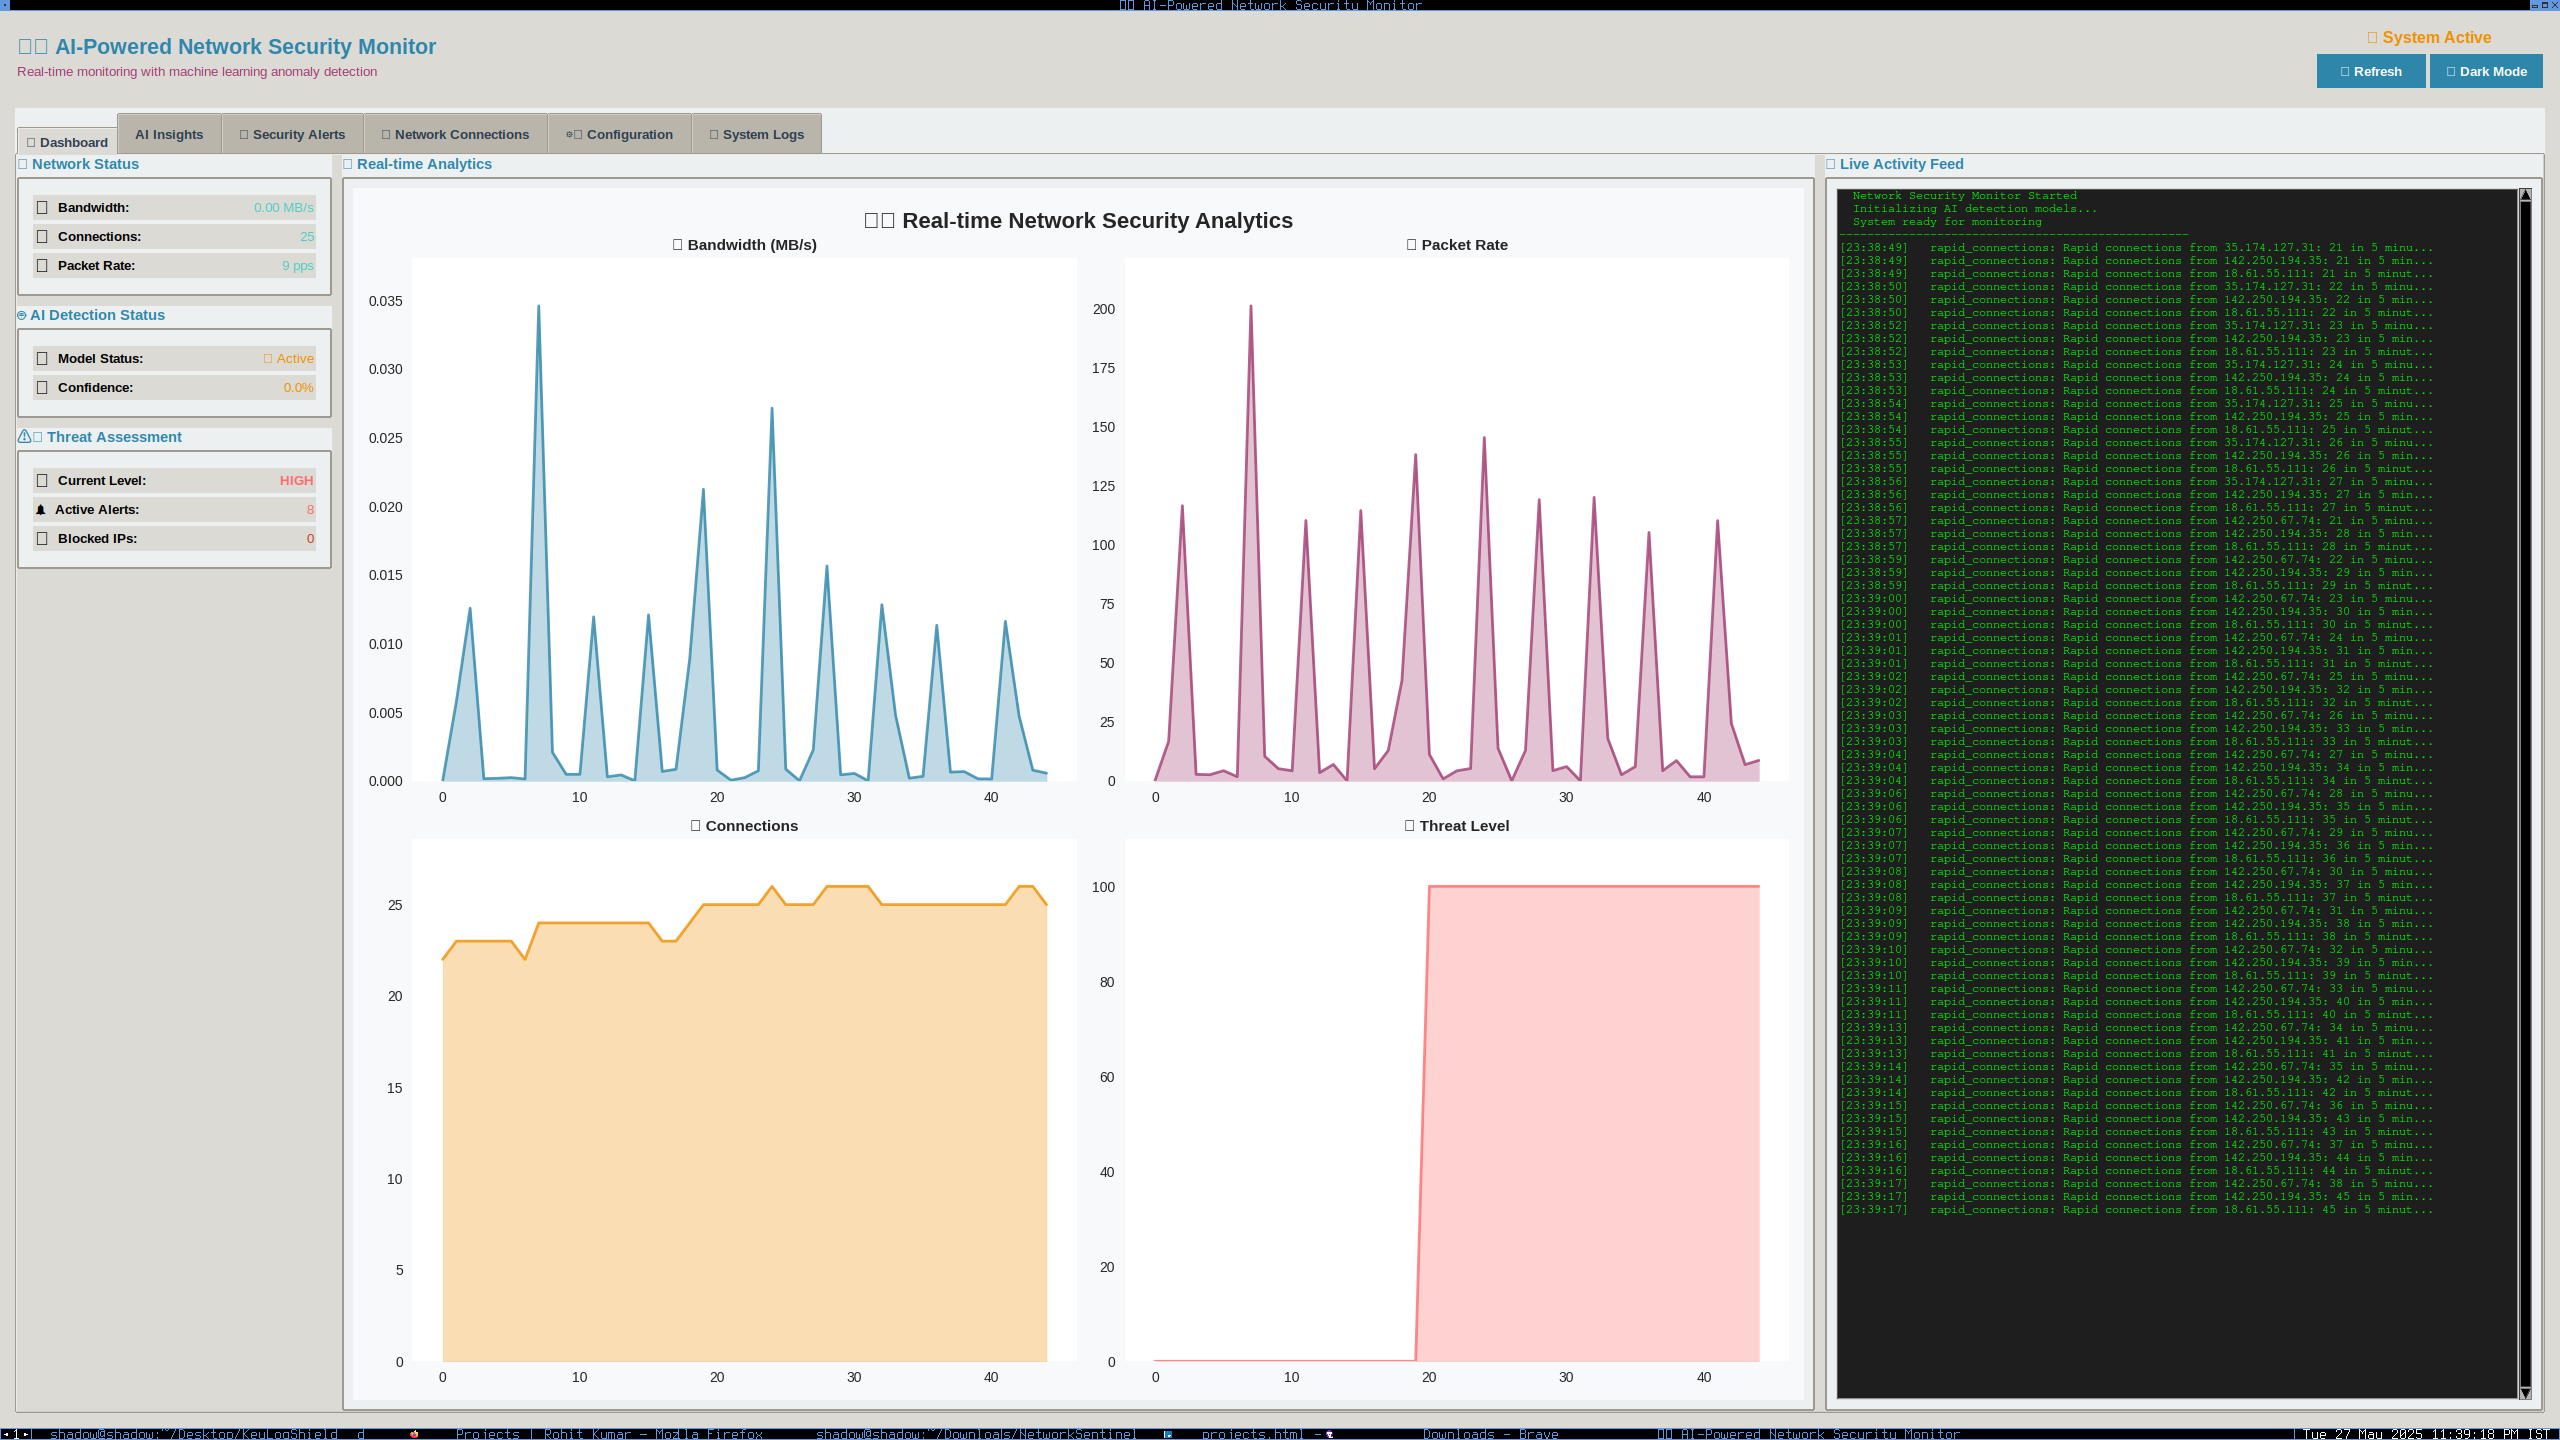 AI-Powered Network Security Monitor
AI-Powered Network Security Monitor
Real-time monitoring with machine learning anomaly detection
System Active
Refresh
Dark Mode
Dashboard
AI Insights
Security Alerts
Network Connections
Configuration
System Logs
Network Status
Bandwidth: 0.00 MB/s
Connections: 25
Packet Rate: 9 pps
AI Detection Status
Model Status: Active
Confidence: 0.0%
Threat Assessment
Current Level: HIGH
Active Alerts: 8
Blocked IPs: 0
Real-time Analytics
Real-time Network Security Analytics
Bandwidth (MB/s)
0.035
0.030
0.025
0.020
0.015
0.010
0.005
0.000
0 10 20 30 40
Packet Rate
200
175
150
125
100
75
50
25
0
0 10 20 30 40
Connections
25
20
15
10
5
0
0 10 20 30 40
Threat Level
100
80
60
40
20
0
0 10 20 30 40
Live Activity Feed
Network Security Monitor Started
Initializing AI detection models...
System ready for monitoring
--------------------------------------------------
[23:38:49] rapid_connections: Rapid connections from 35.174.127.31: 21 in 5 minu...
[23:38:49] rapid_connections: Rapid connections from 142.250.194.35: 21 in 5 min...
[23:38:49] rapid_connections: Rapid connections from 18.61.55.111: 21 in 5 minut...
[23:38:50] rapid_connections: Rapid connections from 35.174.127.31: 22 in 5 minu...
[23:38:50] rapid_connections: Rapid connections from 142.250.194.35: 22 in 5 min...
[23:38:50] rapid_connections: Rapid connections from 18.61.55.111: 22 in 5 minut...
[23:38:52] rapid_connections: Rapid connections from 35.174.127.31: 23 in 5 minu...
[23:38:52] rapid_connections: Rapid connections from 142.250.194.35: 23 in 5 min...
[23:38:52] rapid_connections: Rapid connections from 18.61.55.111: 23 in 5 minut...
[23:38:53] rapid_connections: Rapid connections from 35.174.127.31: 24 in 5 minu...
[23:38:53] rapid_connections: Rapid connections from 142.250.194.35: 24 in 5 min...
[23:38:53] rapid_connections: Rapid connections from 18.61.55.111: 24 in 5 minut...
[23:38:54] rapid_connections: Rapid connections from 35.174.127.31: 25 in 5 minu...
[23:38:54] rapid_connections: Rapid connections from 142.250.194.35: 25 in 5 min...
[23:38:54] rapid_connections: Rapid connections from 18.61.55.111: 25 in 5 minut...
[23:38:55] rapid_connections: Rapid connections from 35.174.127.31: 26 in 5 minu...
[23:38:55] rapid_connections: Rapid connections from 142.250.194.35: 26 in 5 min...
[23:38:55] rapid_connections: Rapid connections from 18.61.55.111: 26 in 5 minut...
[23:38:56] rapid_connections: Rapid connections from 35.174.127.31: 27 in 5 minu...
[23:38:56] rapid_connections: Rapid connections from 142.250.194.35: 27 in 5 min...
[23:38:56] rapid_connections: Rapid connections from 18.61.55.111: 27 in 5 minut...
[23:38:57] rapid_connections: Rapid connections from 142.250.67.74: 21 in 5 minu...
[23:38:57] rapid_connections: Rapid connections from 142.250.194.35: 28 in 5 min...
[23:38:57] rapid_connections: Rapid connections from 18.61.55.111: 28 in 5 minut...
[23:38:59] rapid_connections: Rapid connections from 142.250.67.74: 22 in 5 minu...
[23:38:59] rapid_connections: Rapid connections from 142.250.194.35: 29 in 5 min...
[23:38:59] rapid_connections: Rapid connections from 18.61.55.111: 29 in 5 minut...
[23:39:00] rapid_connections: Rapid connections from 142.250.67.74: 23 in 5 minu...
[23:39:00] rapid_connections: Rapid connections from 142.250.194.35: 30 in 5 min...
[23:39:00] rapid_connections: Rapid connections from 18.61.55.111: 30 in 5 minut...
[23:39:01] rapid_connections: Rapid connections from 142.250.67.74: 24 in 5 minu...
[23:39:01] rapid_connections: Rapid connections from 142.250.194.35: 31 in 5 min...
[23:39:01] rapid_connections: Rapid connections from 18.61.55.111: 31 in 5 minut...
[23:39:02] rapid_connections: Rapid connections from 142.250.67.74: 25 in 5 minu...
[23:39:02] rapid_connections: Rapid connections from 142.250.194.35: 32 in 5 min...
[23:39:02] rapid_connections: Rapid connections from 18.61.55.111: 32 in 5 minut...
[23:39:03] rapid_connections: Rapid connections from 142.250.67.74: 26 in 5 minu...
[23:39:03] rapid_connections: Rapid connections from 142.250.194.35: 33 in 5 min...
[23:39:03] rapid_connections: Rapid connections from 18.61.55.111: 33 in 5 minut...
[23:39:04] rapid_connections: Rapid connections from 142.250.67.74: 27 in 5 minu...
[23:39:04] rapid_connections: Rapid connections from 142.250.194.35: 34 in 5 min...
[23:39:04] rapid_connections: Rapid connections from 18.61.55.111: 34 in 5 minut...
[23:39:06] rapid_connections: Rapid connections from 142.250.67.74: 28 in 5 minu...
[23:39:06] rapid_connections: Rapid connections from 142.250.194.35: 35 in 5 min...
[23:39:06] rapid_connections: Rapid connections from 18.61.55.111: 35 in 5 minut...
[23:39:07] rapid_connections: Rapid connections from 142.250.67.74: 29 in 5 minu...
[23:39:07] rapid_connections: Rapid connections from 142.250.194.35: 36 in 5 min...
[23:39:07] rapid_connections: Rapid connections from 18.61.55.111: 36 in 5 minut...
[23:39:08] rapid_connections: Rapid connections from 142.250.67.74: 30 in 5 minu...
[23:39:08] rapid_connections: Rapid connections from 142.250.194.35: 37 in 5 min...
[23:39:08] rapid_connections: Rapid connections from 18.61.55.111: 37 in 5 minut...
[23:39:09] rapid_connections: Rapid connections from 142.250.67.74: 31 in 5 minu...
[23:39:09] rapid_connections: Rapid connections from 142.250.194.35: 38 in 5 min...
[23:39:09] rapid_connections: Rapid connections from 18.61.55.111: 38 in 5 minut...
[23:39:10] rapid_connections: Rapid connections from 142.250.67.74: 32 in 5 minu...
[23:39:10] rapid_connections: Rapid connections from 142.250.194.35: 39 in 5 min...
[23:39:10] rapid_connections: Rapid connections from 18.61.55.111: 39 in 5 minut...
[23:39:11] rapid_connections: Rapid connections from 142.250.67.74: 33 in 5 minu...
[23:39:11] rapid_connections: Rapid connections from 142.250.194.35: 40 in 5 min...
[23:39:11] rapid_connections: Rapid connections from 18.61.55.111: 40 in 5 minut...
[23:39:13] rapid_connections: Rapid connections from 142.250.67.74: 34 in 5 minu...
[23:39:13] rapid_connections: Rapid connections from 142.250.194.35: 41 in 5 min...
[23:39:13] rapid_connections: Rapid connections from 18.61.55.111: 41 in 5 minut...
[23:39:14] rapid_connections: Rapid connections from 142.250.67.74: 35 in 5 minu...
[23:39:14] rapid_connections: Rapid connections from 142.250.194.35: 42 in 5 min...
[23:39:14] rapid_connections: Rapid connections from 18.61.55.111: 42 in 5 minut...
[23:39:15] rapid_connections: Rapid connections from 142.250.67.74: 36 in 5 minu...
[23:39:15] rapid_connections: Rapid connections from 142.250.194.35: 43 in 5 min...
[23:39:15] rapid_connections: Rapid connections from 18.61.55.111: 43 in 5 minut...
[23:39:16] rapid_connections: Rapid connections from 142.250.67.74: 37 in 5 minu...
[23:39:16] rapid_connections: Rapid connections from 142.250.194.35: 44 in 5 min...
[23:39:16] rapid_connections: Rapid connections from 18.61.55.111: 44 in 5 minut...
[23:39:17] rapid_connections: Rapid connections from 142.250.67.74: 38 in 5 minu...
[23:39:17] rapid_connections: Rapid connections from 142.250.194.35: 45 in 5 min...
[23:39:17] rapid_connections: Rapid connections from 18.61.55.111: 45 in 5 minut...
1 shadow@shadow:~/Desktop/KeyLogShield d Projects | Rohit Kumar — Mozilla Firefox shadow@shadow:~/Downloads/NetworkSentinel projects.html - Downloads - Brave AI-Powered Network Security Monitor Tue 27 May 2025 11:39:18 PM IST